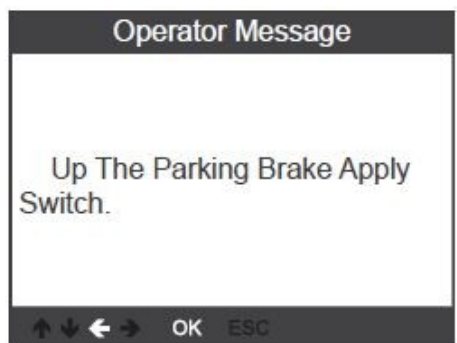 Operator Message
Up The Parking Brake Apply
Switch.
OK ESC